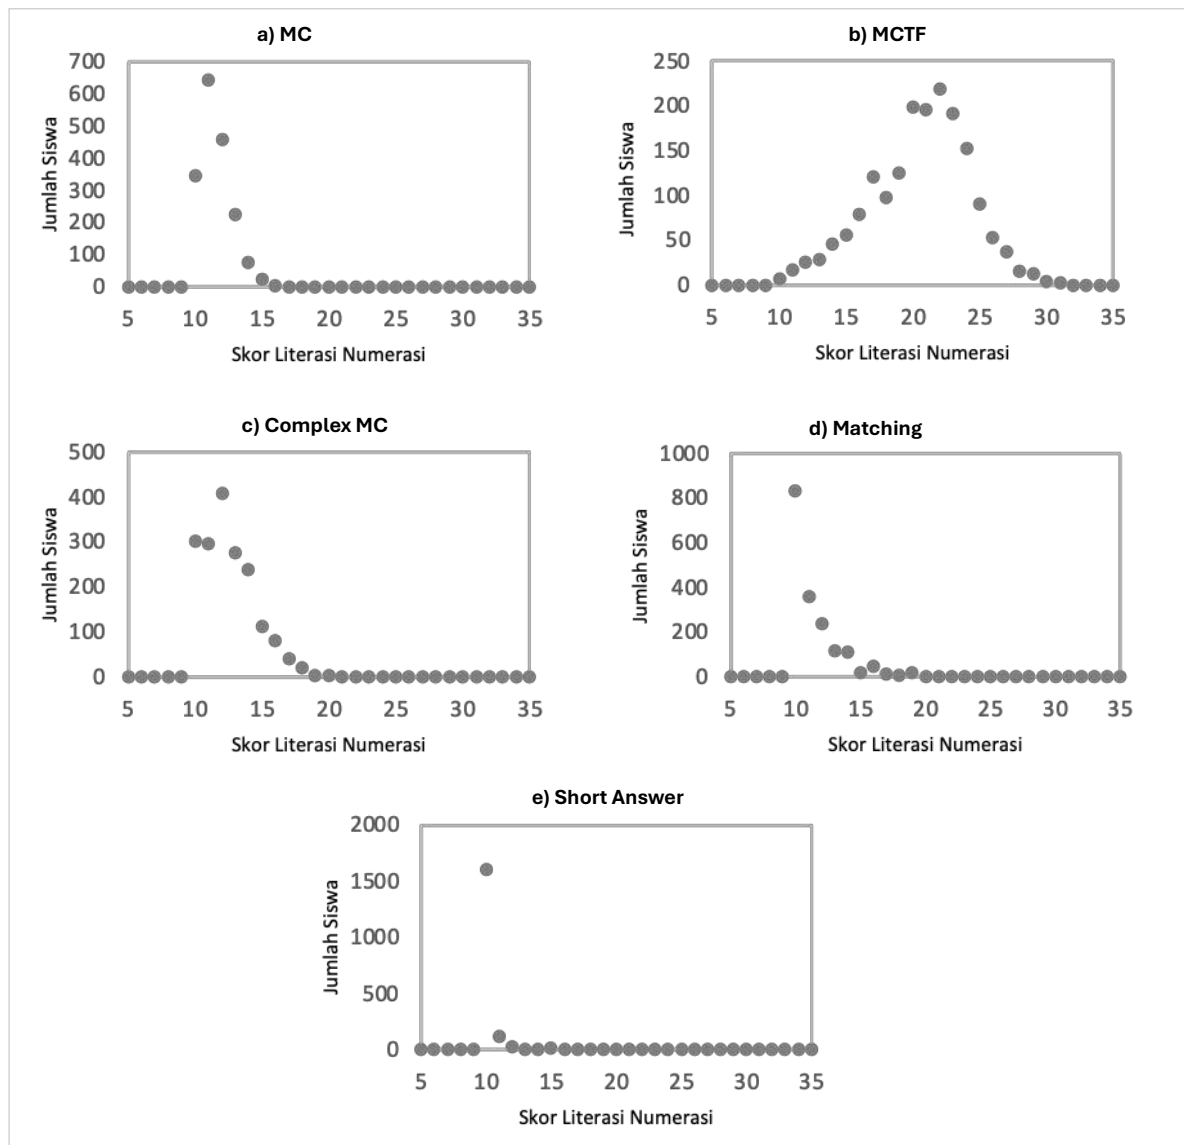 a) MC
700
600
500
400
300
200
100
0
Jumlah Siswa
5 10 15 20 25 30 35
Skor Literasi Numerasi
b) MCTF
250
200
150
100
50
0
Jumlah Siswa
5 10 15 20 25 30 35
Skor Literasi Numerasi
c) Complex MC
500
400
300
200
100
0
Jumlah Siswa
5 10 15 20 25 30 35
Skor Literasi Numerasi
d) Matching
1000
800
600
400
200
0
Jumlah Siswa
5 10 15 20 25 30 35
Skor Literasi Numerasi
e) Short Answer
2000
1500
1000
500
0
Jumlah Siswa
5 10 15 20 25 30 35
Skor Literasi Numerasi